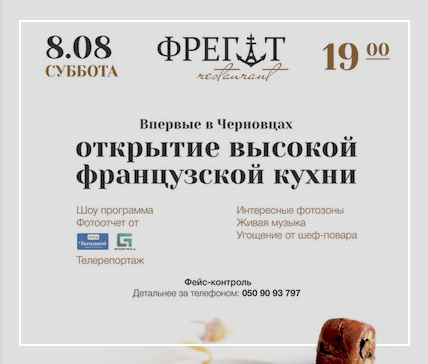 8.08
СУББОТА
ФРЕГАТ
restaurant
19 00
Впервые в Черновцах
открытие высокой
французской кухни
Шоу программа
Фотоотчет от
Телерепортаж
Интересные фотозоны
Живая музыка
Угощение от шеф-повара
Фейс-контроль
Детальнее за телефоном: 050 90 93 797